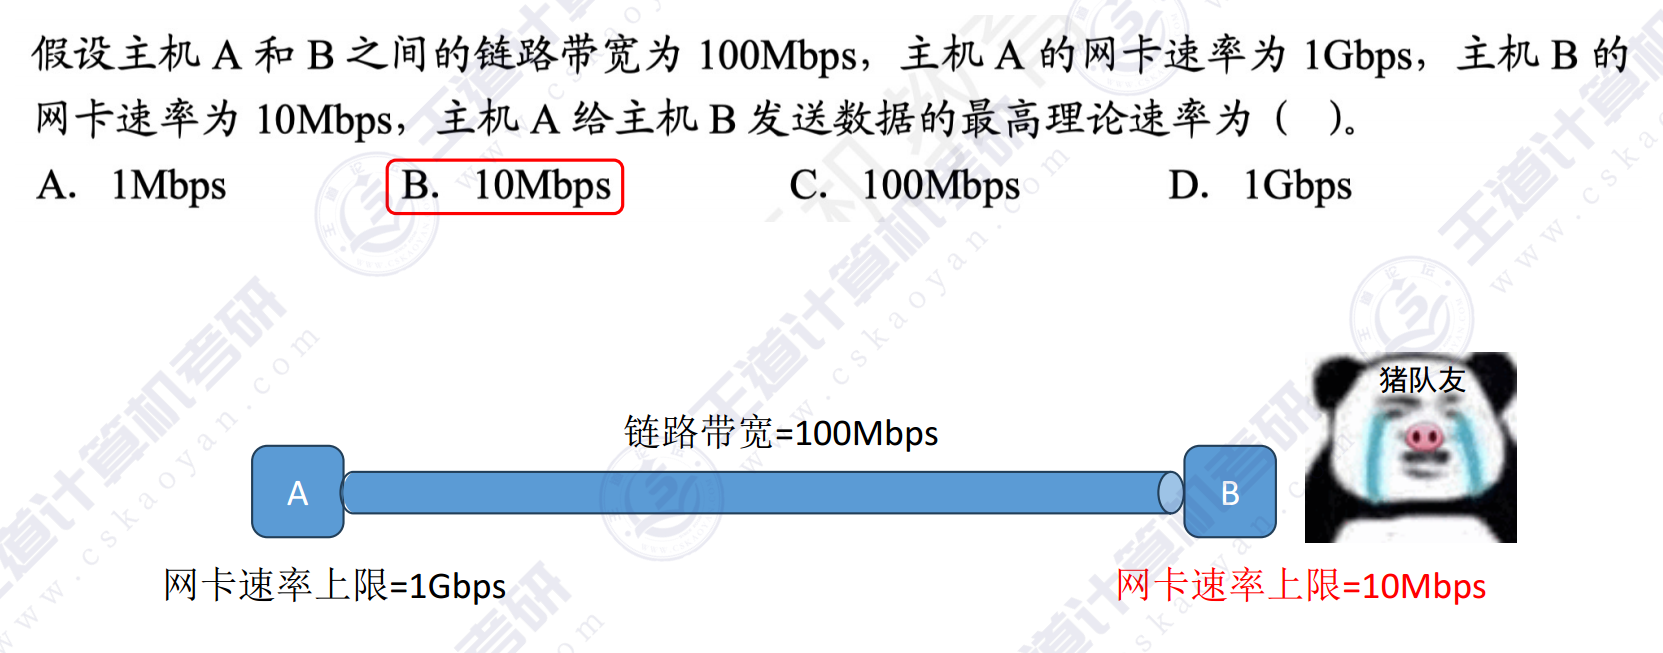 假设主机 A 和 B 之间的链路带宽为 100Mbps，主机 A 的网卡速率为 1Gbps，主机 B 的
网卡速率为 10Mbps，主机 A 给主机 B 发送数据的最高理论速率为（ ）。
A. 1Mbps B. 10Mbps C. 100Mbps D. 1Gbps
猪队友
链路带宽=100Mbps
A
B
网卡速率上限=1Gbps
网卡速率上限=10Mbps
王道计算机考研
www.cskaoyan.com